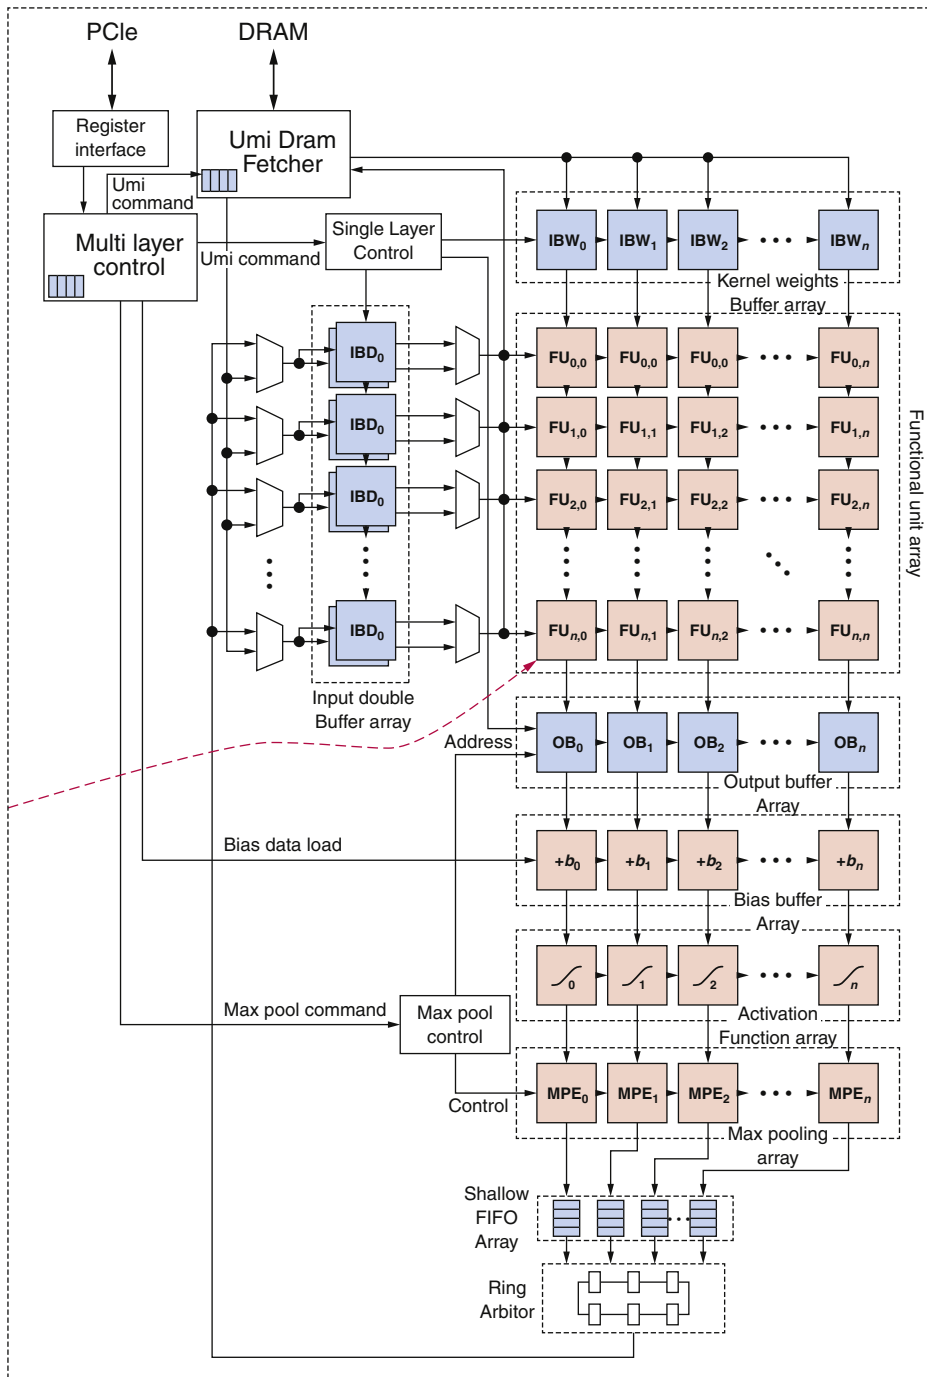 PCIe
DRAM
Register
interface
Umi Dram
Fetcher
Umi
command
Multi layer
control
Umi command
Single Layer
Control
IBW0
IBW1
IBW2
IBWn
Kernel weights
Buffer array
IBD0
FU0,0
FU0,0
FU0,0
FU0,n
IBD0
FU1,0
FU1,1
FU1,2
FU1,n
IBD0
FU2,0
FU2,1
FU2,2
FU2,n
IBD0
FUn,0
FUn,1
FUn,2
FUn,n
Functional unit array
Input double
Buffer array
Address
OB0
OB1
OB2
OBn
Output buffer
Array
Bias data load
+b0
+b1
+b2
+bn
Bias buffer
Array
0
1
2
n
Activation
Function array
Max pool command
Max pool
control
Control
MPE0
MPE1
MPE2
MPEn
Max pooling
array
Shallow
FIFO
Array
Ring
Arbitor